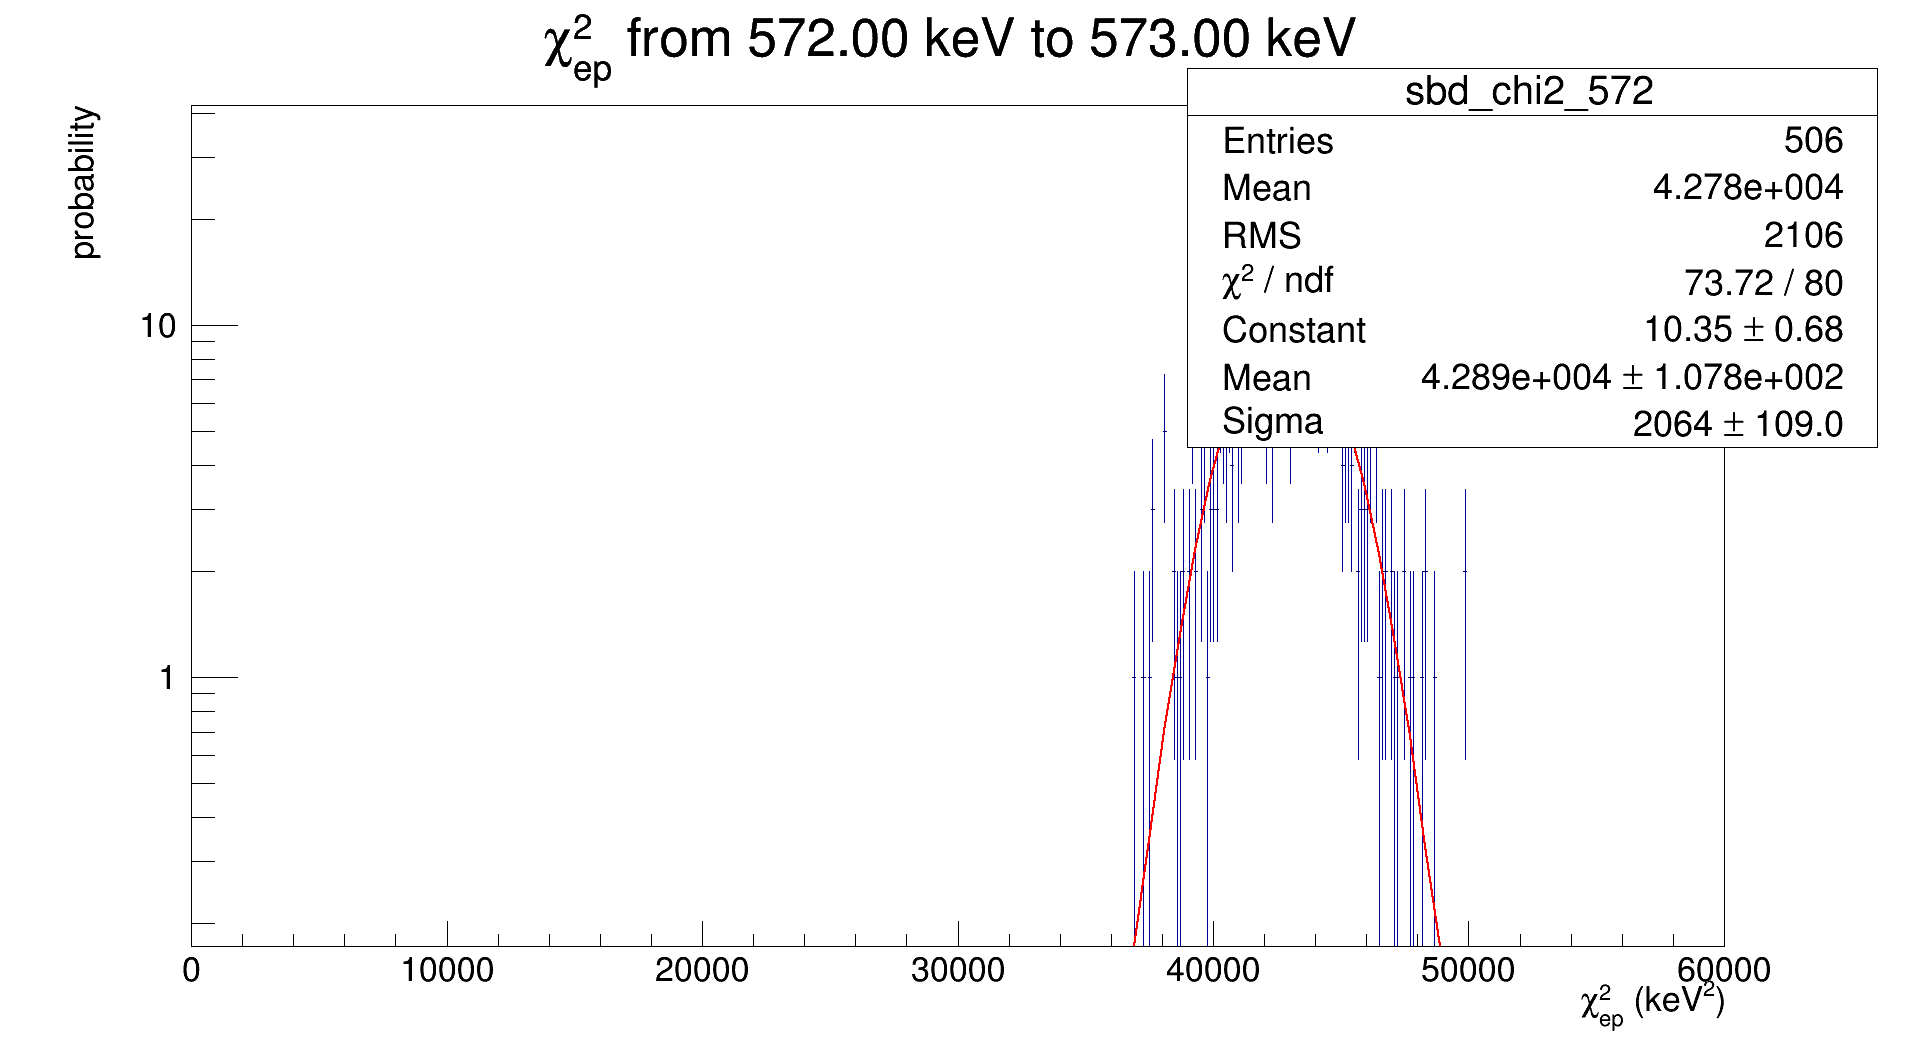 χ²ep from 572.00 keV to 573.00 keV
probability
sbd_chi2_572
Entries 506
Mean 4.278e+004
RMS 2106
χ² / ndf 73.72 / 80
Constant 10.35 ± 0.68
Mean 4.289e+004 ± 1.078e+002
Sigma 2064 ± 109.0
10
1
0 10000 20000 30000 40000 50000 60000
χ²ep (keV²)